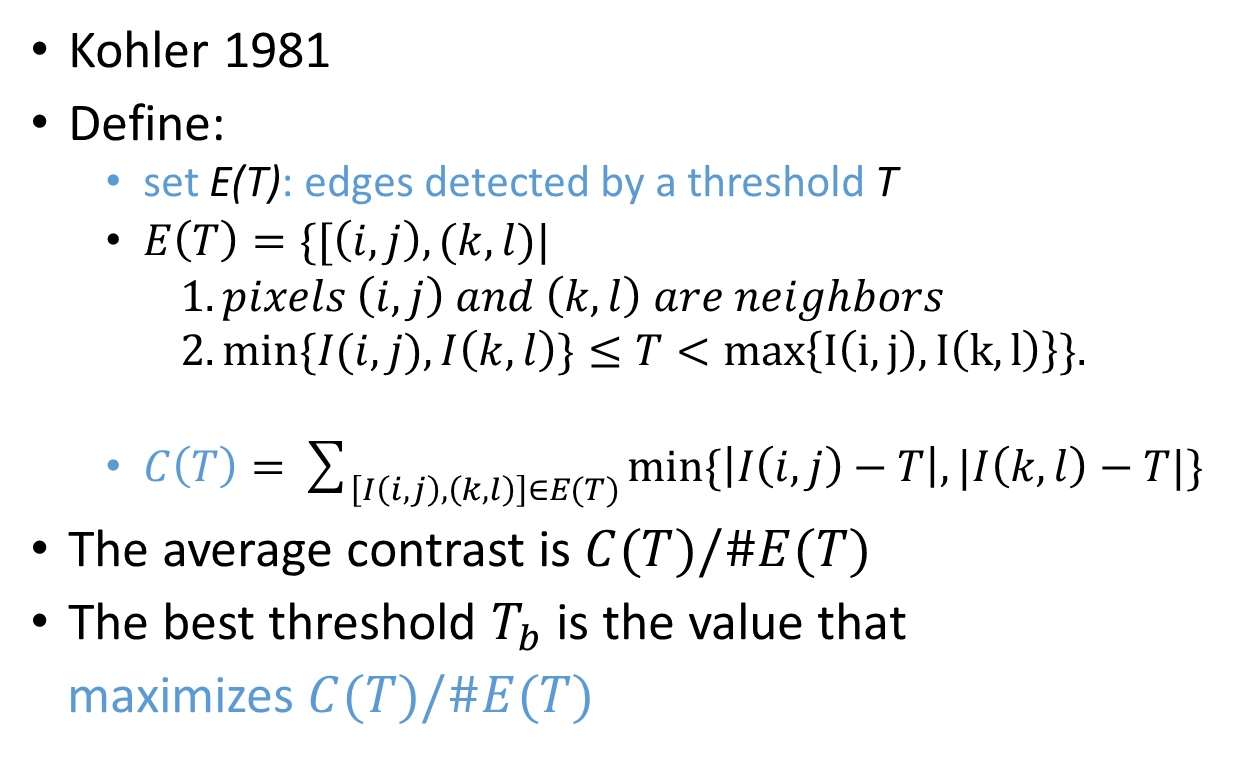 • Kohler 1981
• Define:
• set E(T): edges detected by a threshold T
• E(T) = {[(i,j),(k,l)|
1. pixels (i,j) and (k,l) are neighbors
2. min{I(i,j),I(k,l)} ≤ T < max{I(i,j),I(k,l)}}.
• C(T) = ∑[I(i,j),(k,l)]∈E(T) min{|I(i,j) − T|,|I(k,l) − T|}
• The average contrast is C(T)/#E(T)
• The best threshold T_b is the value that
maximizes C(T)/#E(T)